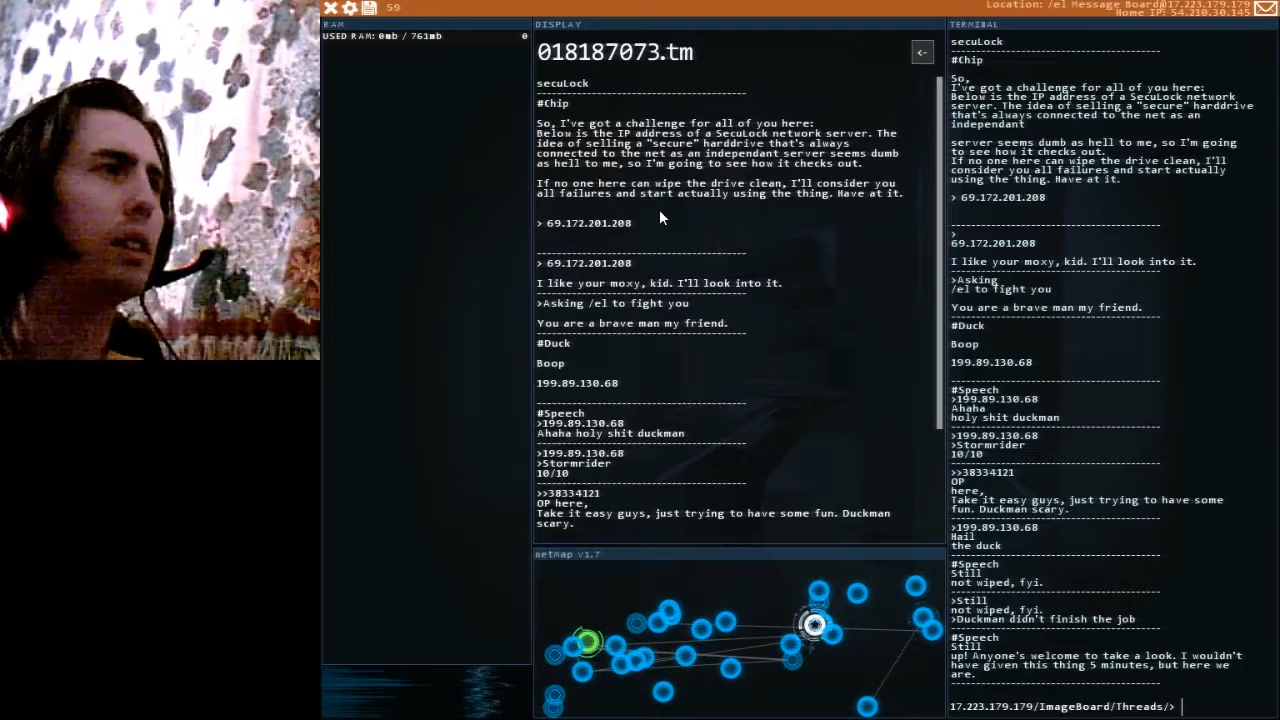 59
Location: /el Message Board@17.223.179.179
Home IP: 54.210.30.145
RAM
USED RAM: 0mb / 761mb
0
DISPLAY
018187073.tm
<-
secuLock
----------------------------------------
#Chip
So, I've got a challenge for all of you here:
Below is the IP address of a SecuLock network server. The
idea of selling a "secure" harddrive that's always
connected to the net as an independant server seems dumb
as hell to me, so I'm going to see how it checks out.
If no one here can wipe the drive clean, I'll consider you
all failures and start actually using the thing. Have at it.
> 69.172.201.208
----------------------------------------
> 69.172.201.208
I like your moxy, kid. I'll look into it.
----------------------------------------
>Asking /el to fight you
You are a brave man my friend.
----------------------------------------
#Duck
Boop
199.89.130.68
----------------------------------------
#Speech
>199.89.130.68
Ahaha holy shit duckman
----------------------------------------
>199.89.130.68
>Stormrider
10/10
----------------------------------------
>>38334121
OP here,
Take it easy guys, just trying to have some fun. Duckman
scary.
netMap v1.7
TERMINAL
secuLock
----------------------------------------
#Chip
So,
I've got a challenge for all of you here:
Below is the IP address of a SecuLock network
server. The idea of selling a "secure" harddrive
that's always connected to the net as an
independant
server seems dumb as hell to me, so I'm going
to see how it checks out.
If no one here can wipe the drive clean, I'll
consider you all failures and start actually
using the thing. Have at it.
> 69.172.201.208
----------------------------------------
>
69.172.201.208
I like your moxy, kid. I'll look into it.
----------------------------------------
>Asking
/el to fight you
You are a brave man my friend.
----------------------------------------
#Duck
Boop
199.89.130.68
----------------------------------------
#Speech
>199.89.130.68
Ahaha
holy shit duckman
----------------------------------------
>199.89.130.68
>Stormrider
10/10
----------------------------------------
>>38334121
OP
here,
Take it easy guys, just trying to have some
fun. Duckman scary.
----------------------------------------
>199.89.130.68
Hail
the duck
----------------------------------------
#Speech
Still
not wiped, fyi.
----------------------------------------
>Still
not wiped, fyi.
>Duckman didn't finish the job
----------------------------------------
#Speech
Still
up! Anyone's welcome to take a look. I wouldn't
have given this thing 5 minutes, but here we
are.
----------------------------------------
17.223.179.179/ImageBoard/Threads/>